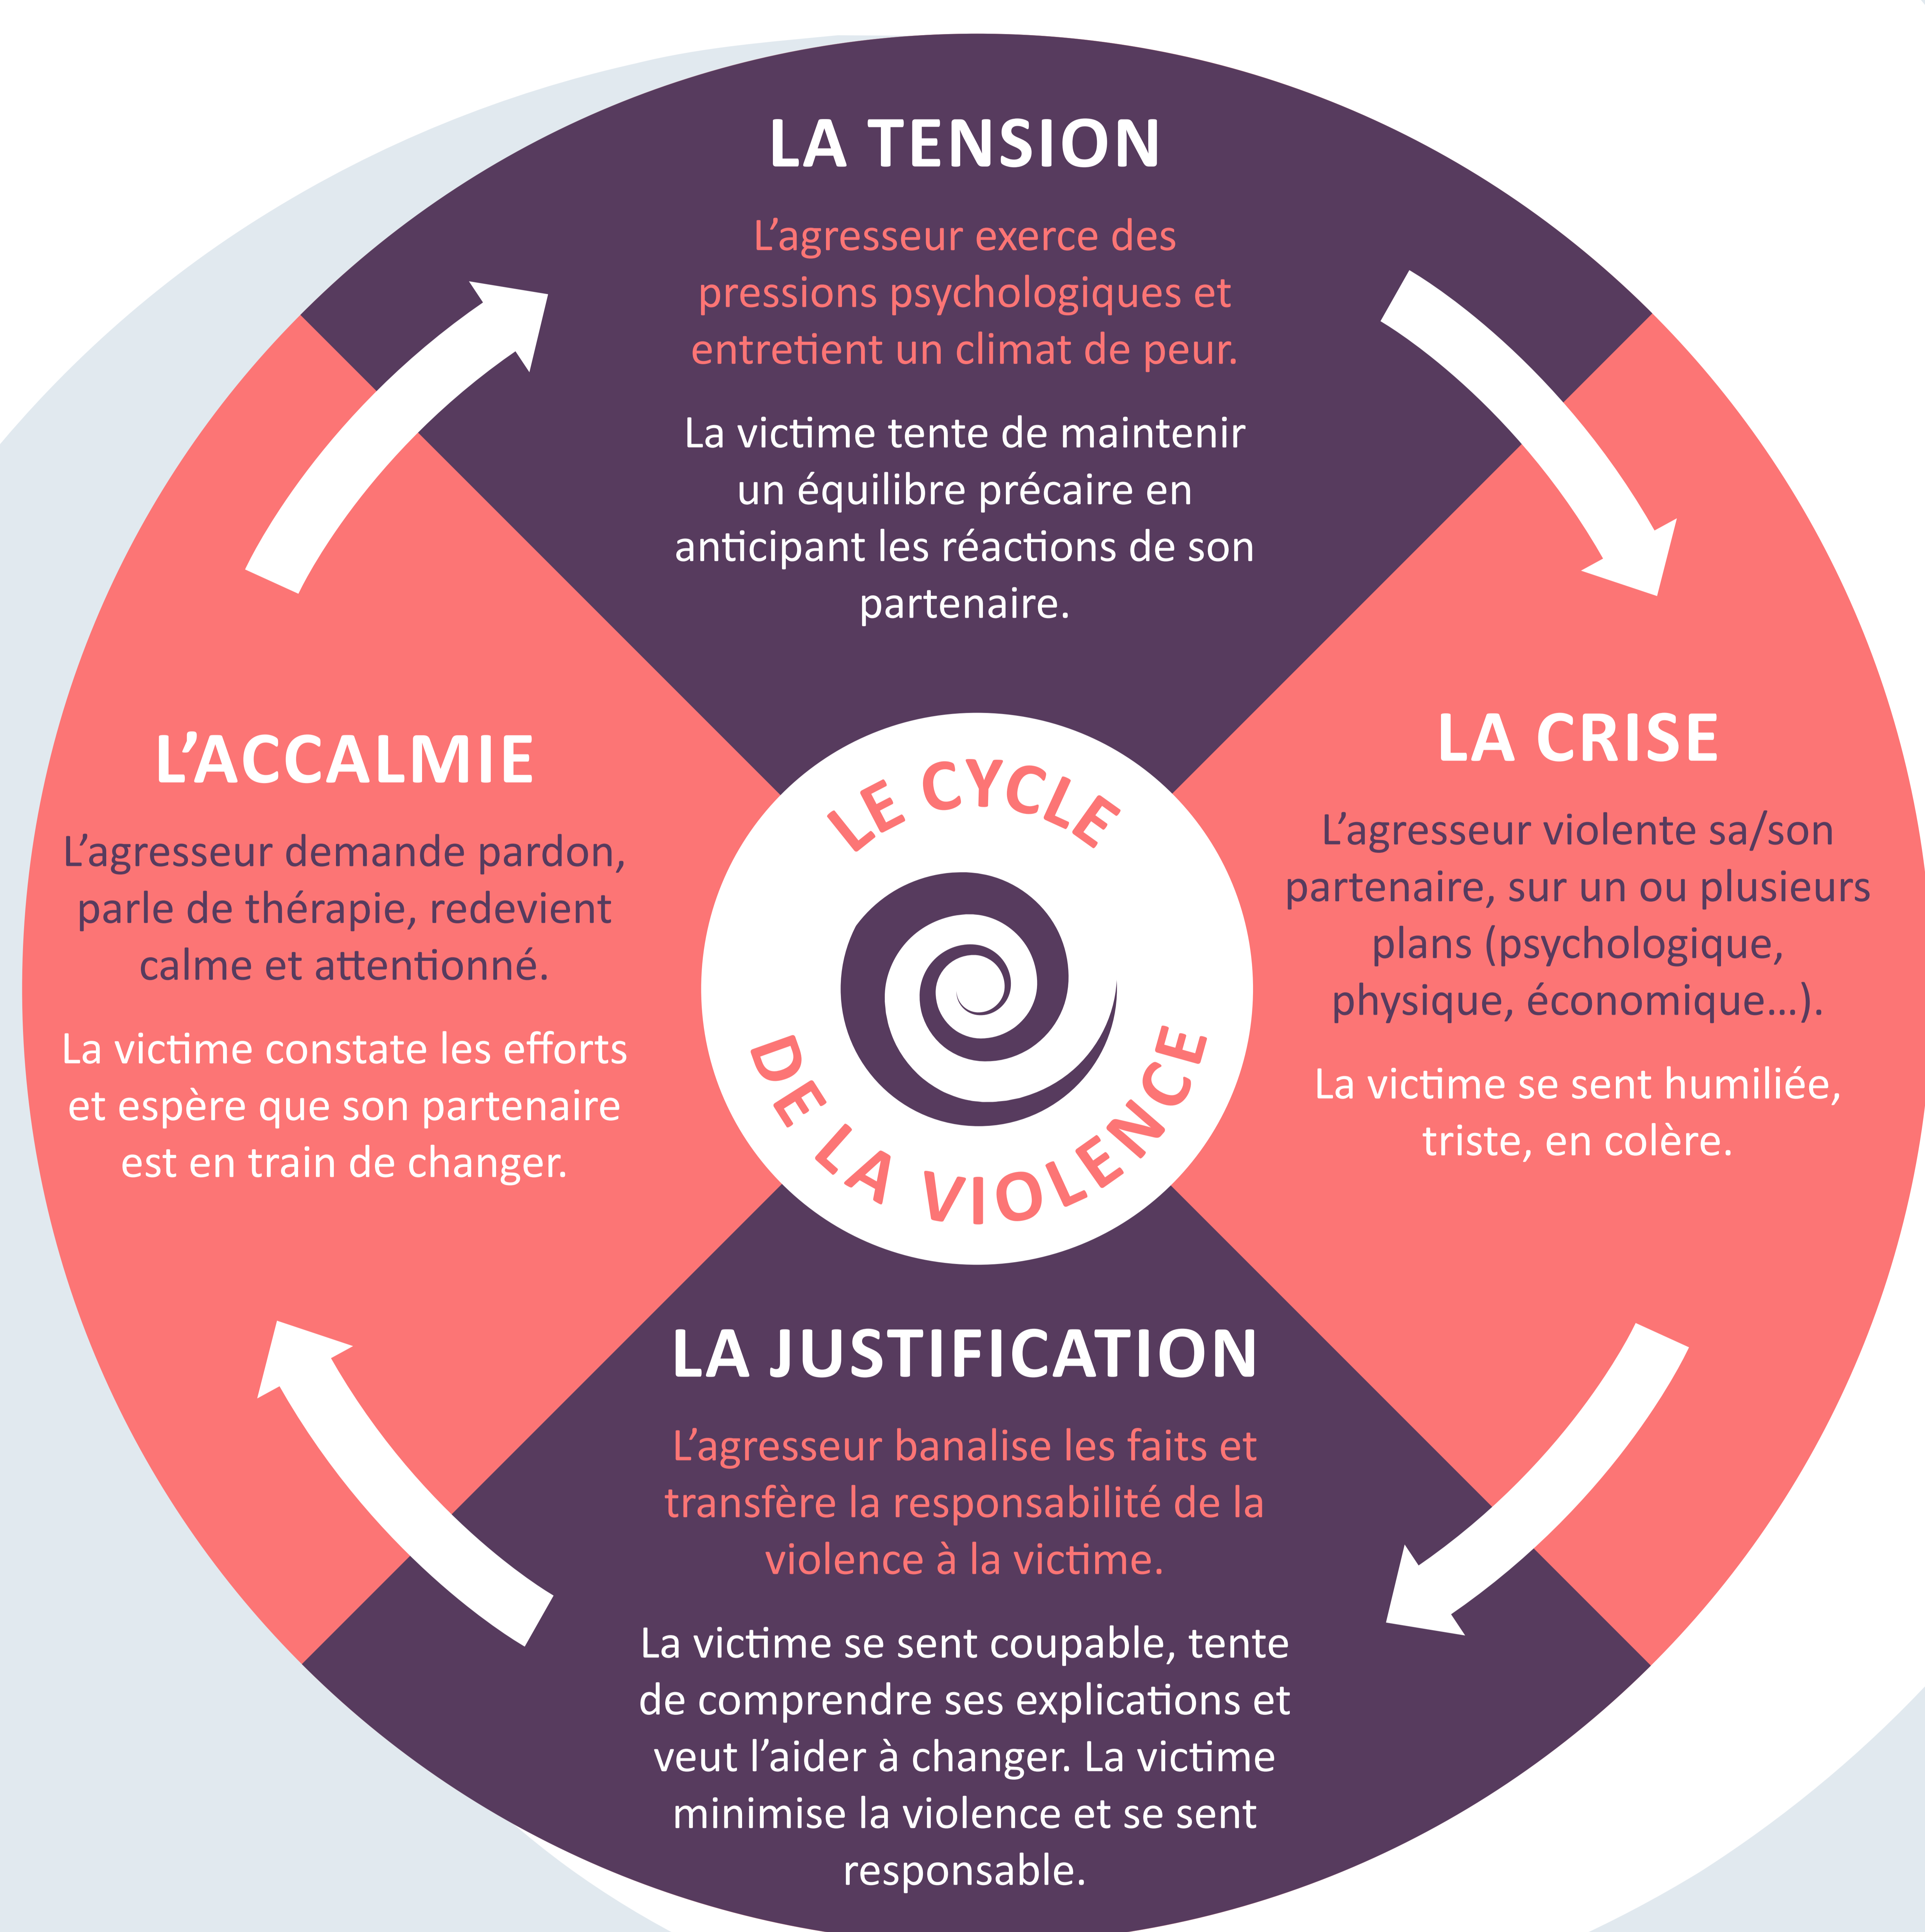 LA TENSION
L’agresseur exerce des
pressions psychologiques et
entretient un climat de peur.
La victime tente de maintenir
un équilibre précaire en
anticipant les réactions de son
partenaire.
LA CRISE
L’agresseur violente sa/son
partenaire, sur un ou plusieurs
plans (psychologique,
physique, économique...).
La victime se sent humiliée,
triste, en colère.
LA JUSTIFICATION
L’agresseur banalise les faits et
transfère la responsabilité de la
violence à la victime.
La victime se sent coupable, tente
de comprendre ses explications et
veut l’aider à changer. La victime
minimise la violence et se sent
responsable.
L’ACCALMIE
L’agresseur demande pardon,
parle de thérapie, redevient
calme et attentionné.
La victime constate les efforts
et espère que son partenaire
est en train de changer.
LE CYCLE
DE LA VIOLENCE